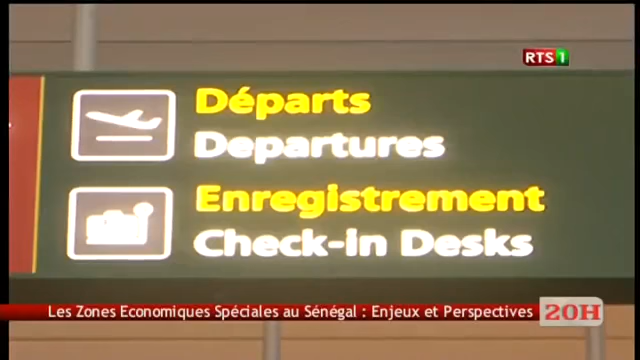 RTS1
Départs
Departures
Enregistrement
Check-in Desks
Les Zones Economiques Spéciales au Sénégal : Enjeux et Perspectives
20H